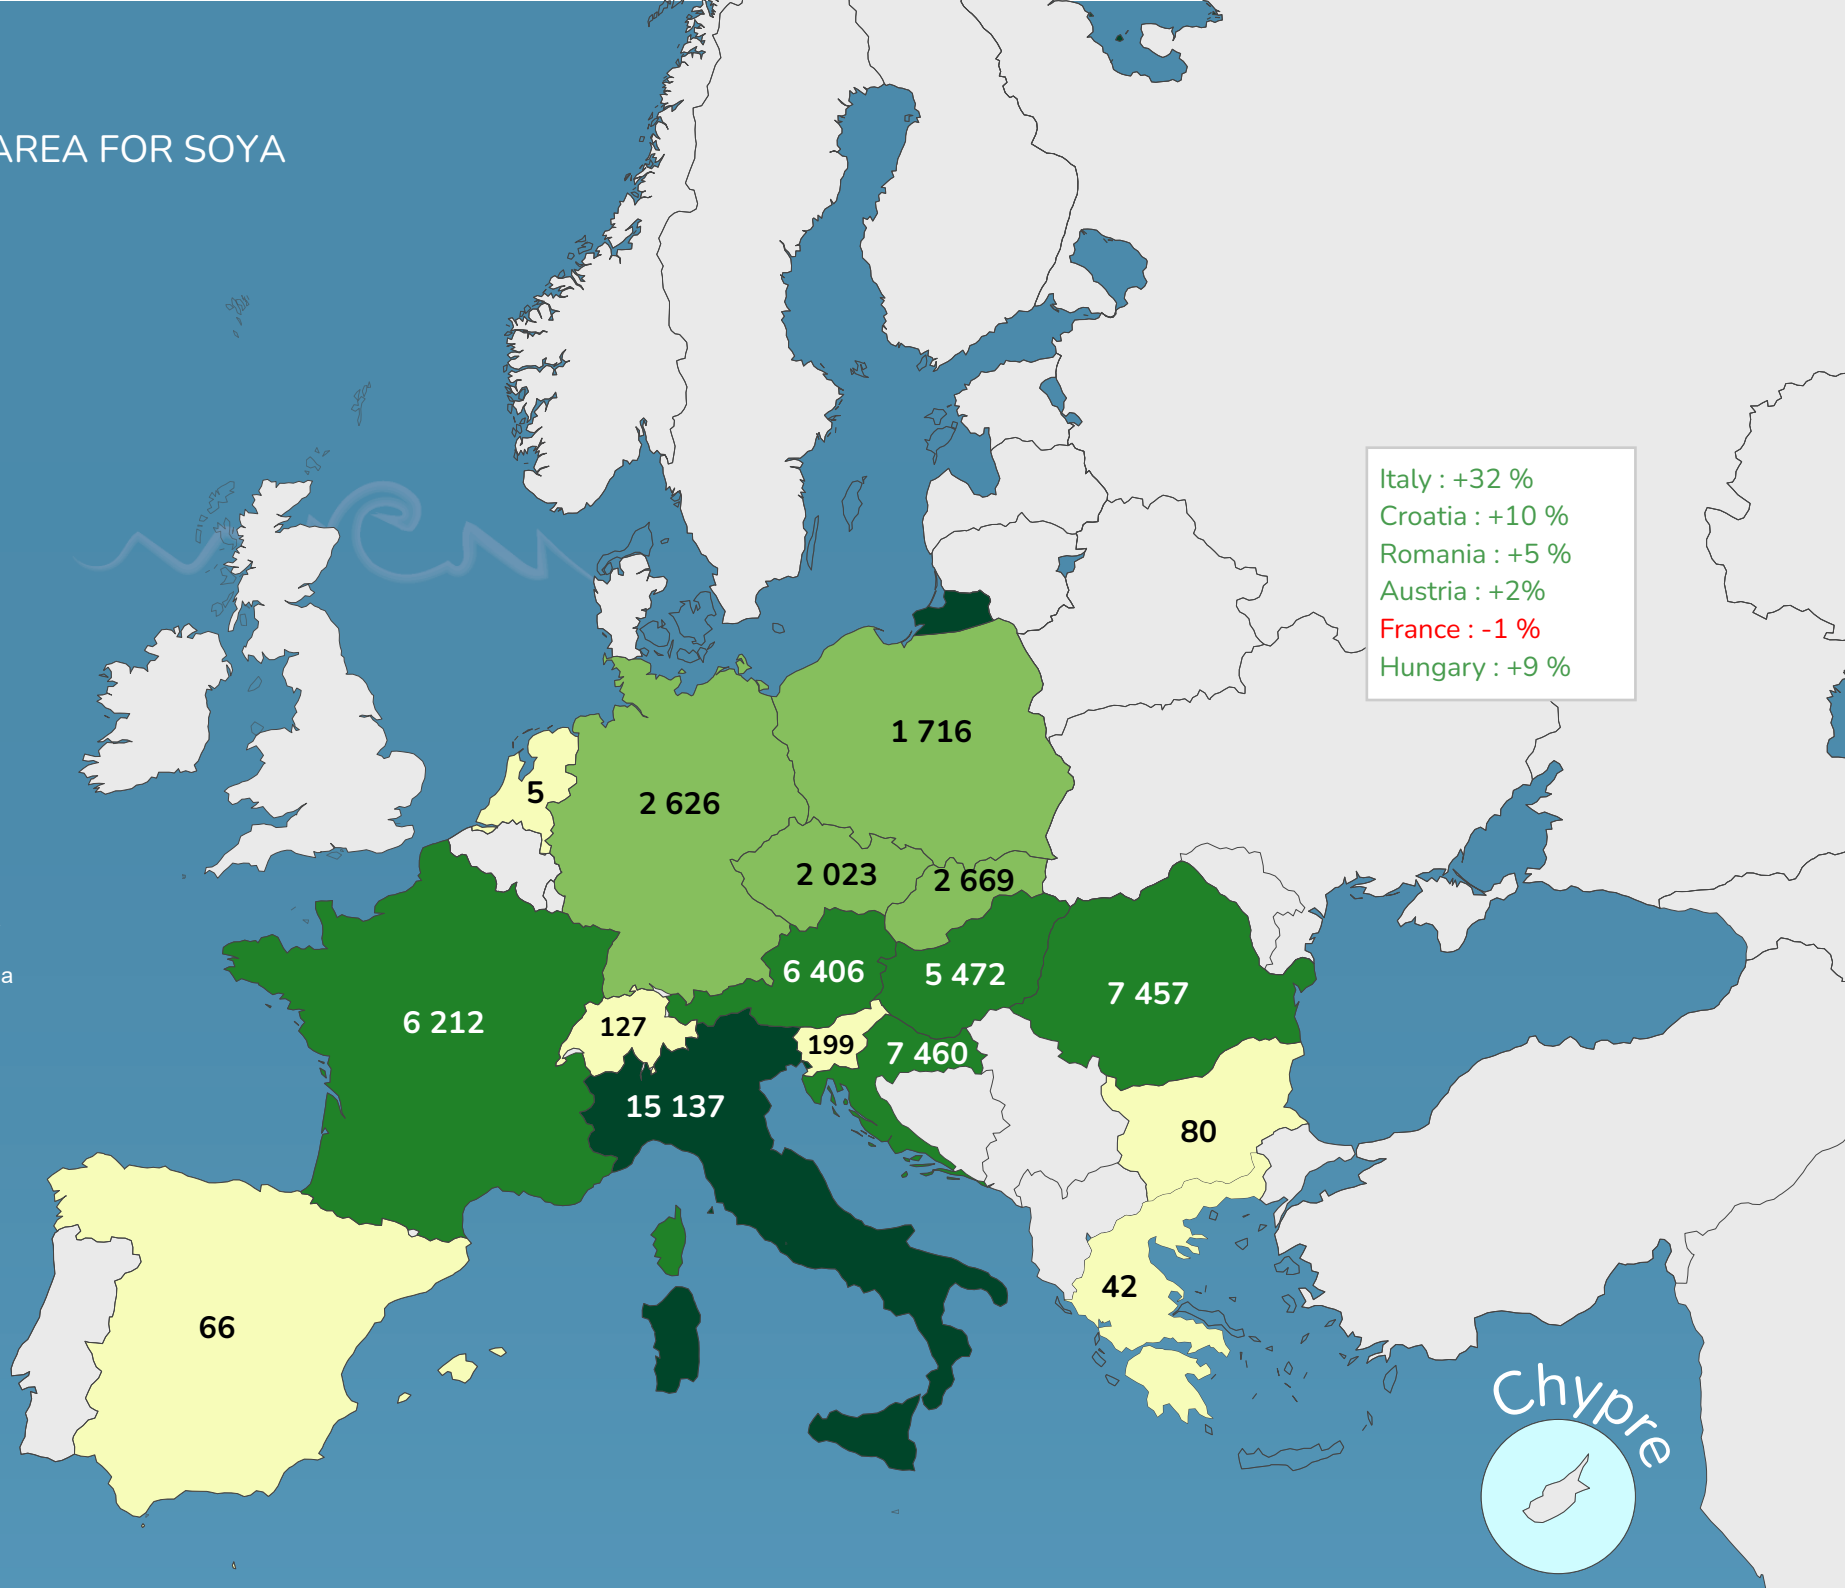 AREA FOR SOYA
Italy : +32 %
Croatia : +10 %
Romania : +5 %
Austria : +2%
France : -1 %
Hungary : +9 %
1 716
5
2 626
2 023
2 669
a
6 406
5 472
7 457
6 212
127
199
7 460
15 137
80
42
66
Chypre